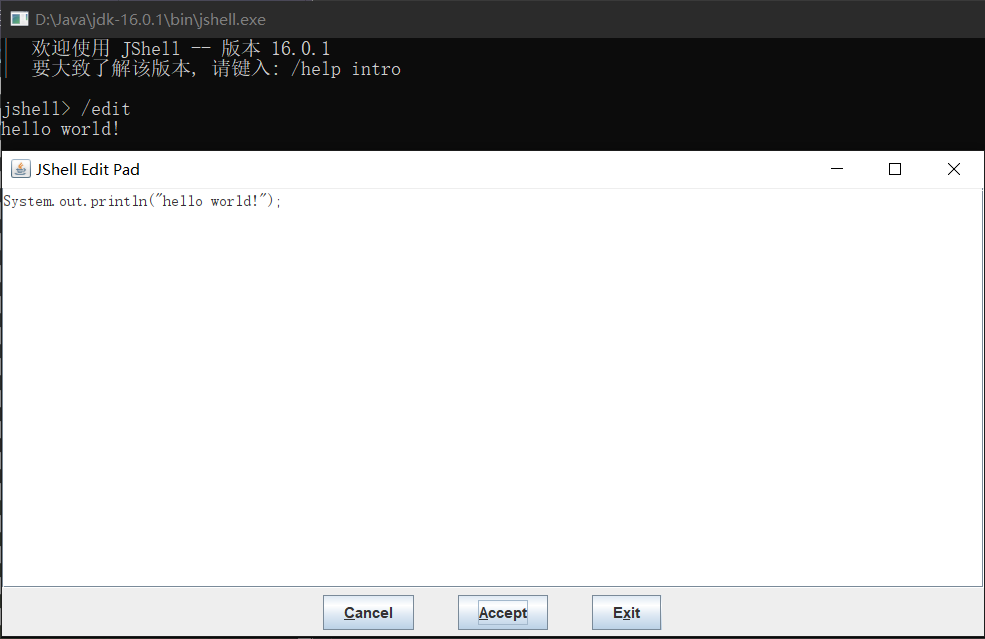 D:\Java\jdk-16.0.1\bin\jshell.exe
欢迎使用 JShell -- 版本 16.0.1
要大致了解该版本, 请键入: /help intro
jshell> /edit
hello world!
JShell Edit Pad
System.out.println("hello world!");
Cancel Accept Exit